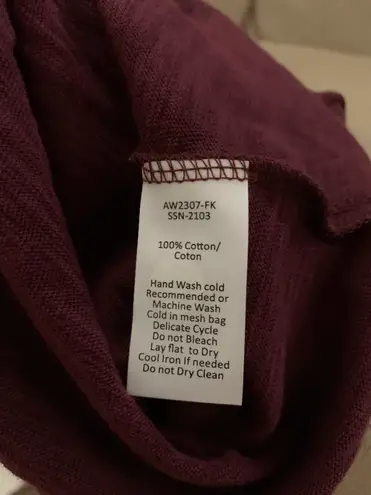 AW2307-FK
SSN-2103
100% Cotton/
Coton
Hand Wash cold
Recommended or
Machine Wash
Cold in mesh bag
Delicate Cycle
Do not Bleach
Lay flat to Dry
Cool Iron If needed
Do not Dry Clean